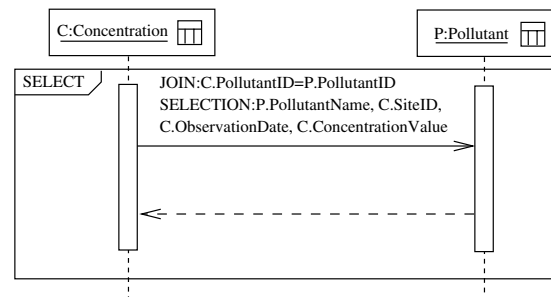 C:Concentration
P:Pollutant
SELECT
JOIN:C.PollutantID=P.PollutantID
SELECTION:P.PollutantName, C.SiteID,
C.ObservationDate, C.ConcentrationValue